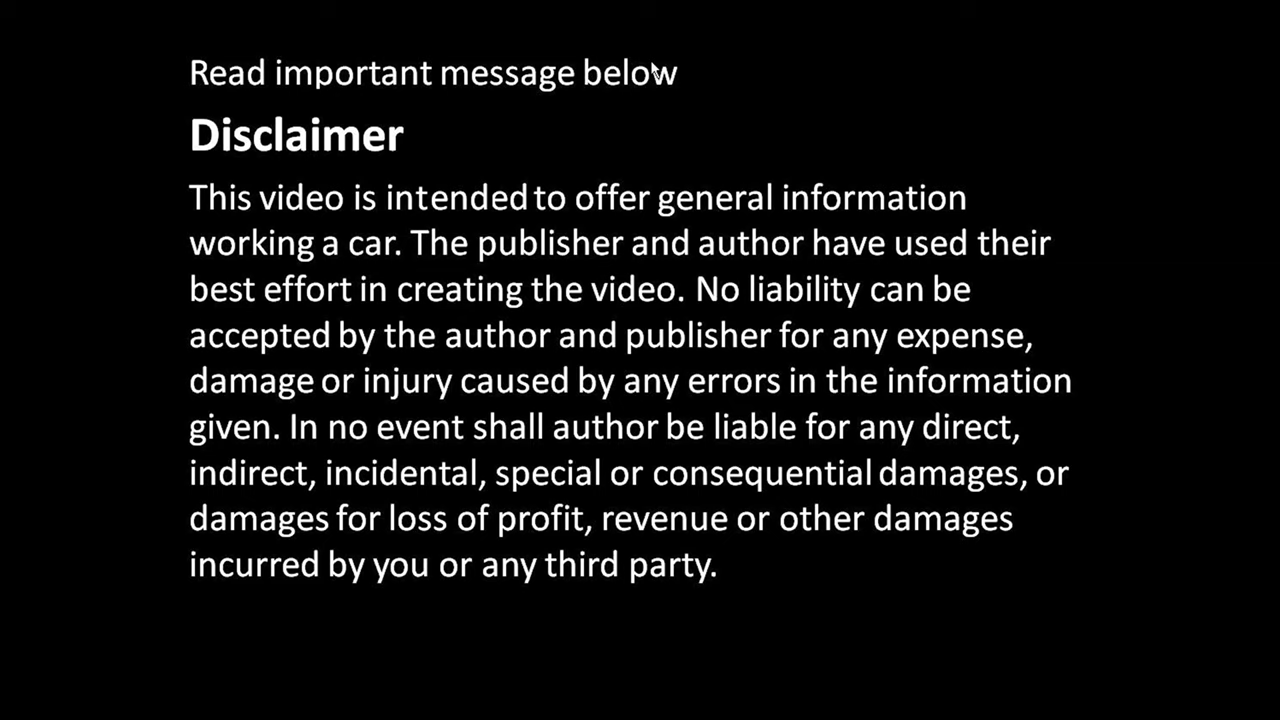 Read important message below
Disclaimer
This video is intended to offer general information
working a car. The publisher and author have used their
best effort in creating the video. No liability can be
accepted by the author and publisher for any expense,
damage or injury caused by any errors in the information
given. In no event shall author be liable for any direct,
indirect, incidental, special or consequential damages, or
damages for loss of profit, revenue or other damages
incurred by you or any third party.